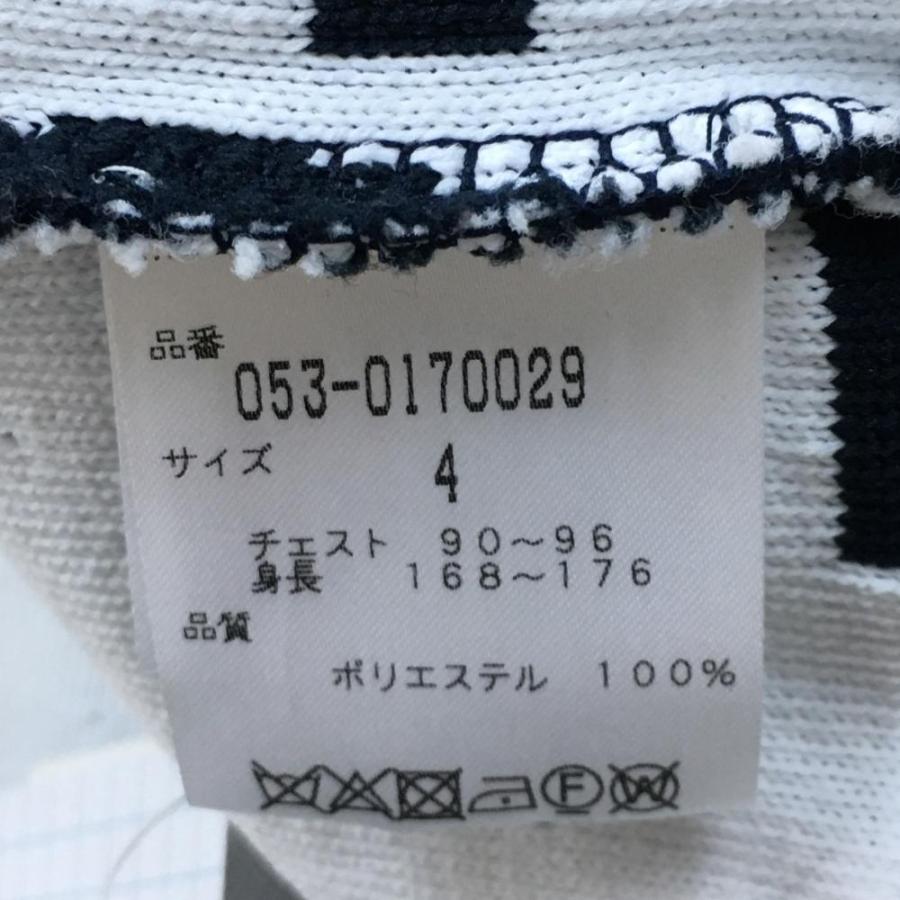 品番
053-0170029
サイズ 4
チェスト 90～96
身長 168～176
品質
ポリエステル 100%
F W